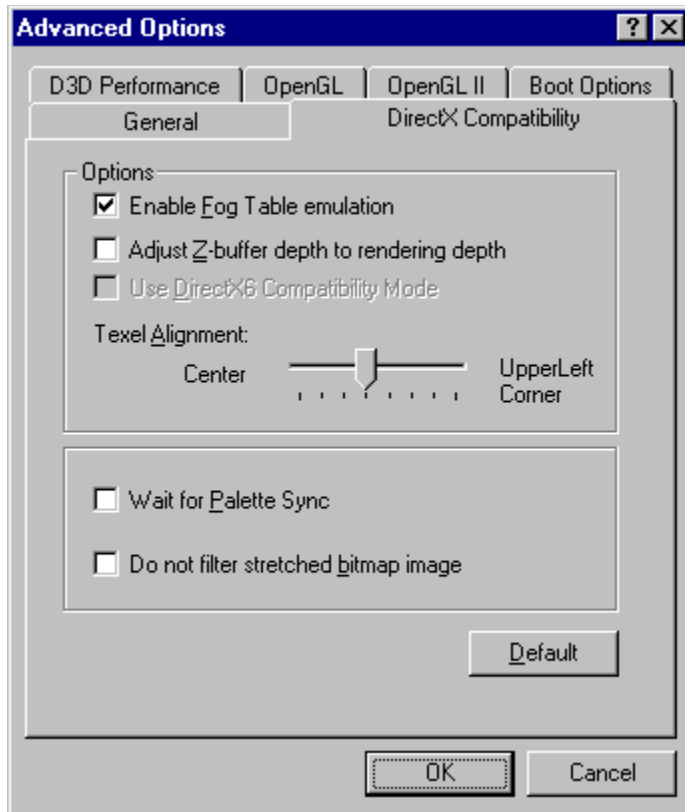 Advanced Options
D3D Performance OpenGL OpenGL II Boot Options
General DirectX Compatibility
Options
Enable Fog Table emulation
Adjust Z-buffer depth to rendering depth
Use DirectX6 Compatibility Mode
Texel Alignment:
Center UpperLeft
Corner
Wait for Palette Sync
Do not filter stretched bitmap image
Default
OK Cancel